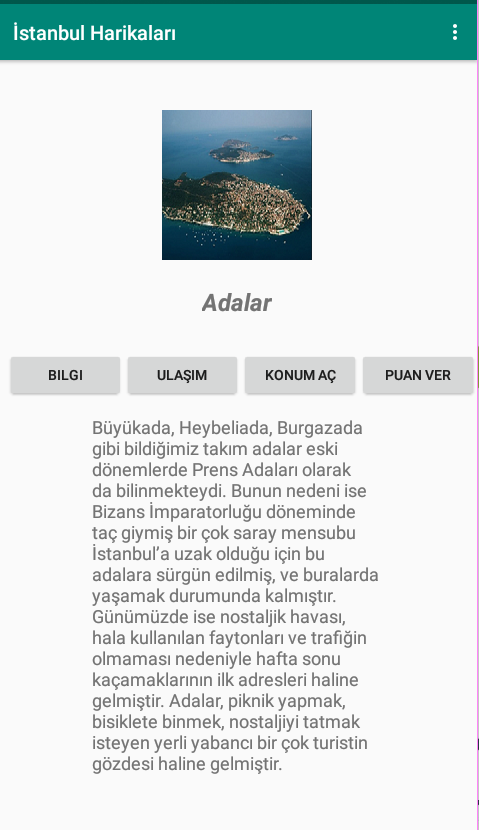 İstanbul Harikaları
Adalar
BILGI
ULAŞIM
KONUM AÇ
PUAN VER
Büyükada, Heybeliada, Burgazada
gibi bildiğimiz takım adalar eski
dönemlerde Prens Adaları olarak
da bilinmekteydi. Bunun nedeni ise
Bizans İmparatorluğu döneminde
taç giymiş bir çok saray mensubu
İstanbul’a uzak olduğu için bu
adalara sürgün edilmiş, ve buralarda
yaşamak durumunda kalmıştır.
Günümüzde ise nostaljik havası,
hala kullanılan faytonları ve trafiğin
olmaması nedeniyle hafta sonu
kaçamaklarının ilk adresleri haline
gelmiştir. Adalar, piknik yapmak,
bisiklete binmek, nostaljiyi tatmak
isteyen yerli yabancı bir çok turistin
gözdesi haline gelmiştir.